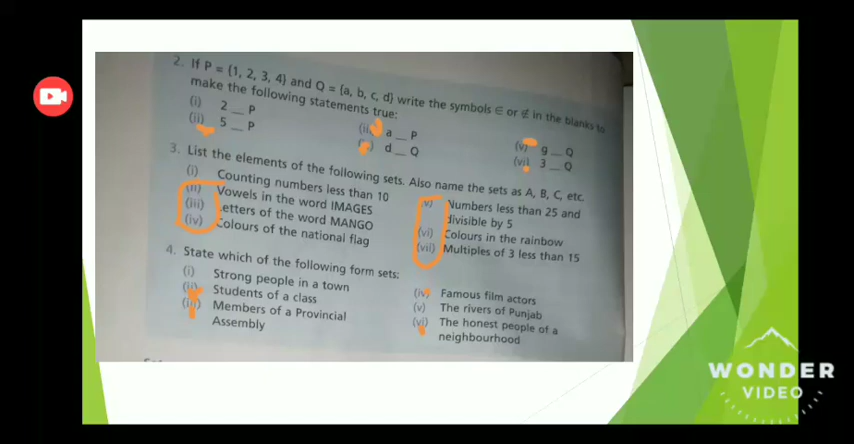 2. If P = {1, 2, 3, 4} and Q = {a, b, c, d} write the symbols ∈ or ∉ in the blanks to
make the following statements true:
(i) 2 __ P
(ii) 5 __ P
a __ P
d __ Q
(v) g __ Q
(vi) 3 __ Q
3. List the elements of the following sets. Also name the sets as A, B, C, etc.
(i) Counting numbers less than 10
(ii) Vowels in the word IMAGES
(iii) Letters of the word MANGO
(iv) Colours of the national flag
(v) Numbers less than 25 and
divisible by 5
(vi) Colours in the rainbow
(vii) Multiples of 3 less than 15
4. State which of the following form sets:
(i) Strong people in a town
(ii) Students of a class
(iii) Members of a Provincial
Assembly
(iv) Famous film actors
(v) The rivers of Punjab
(vi) The honest people of a
neighbourhood
WONDER
VIDEO